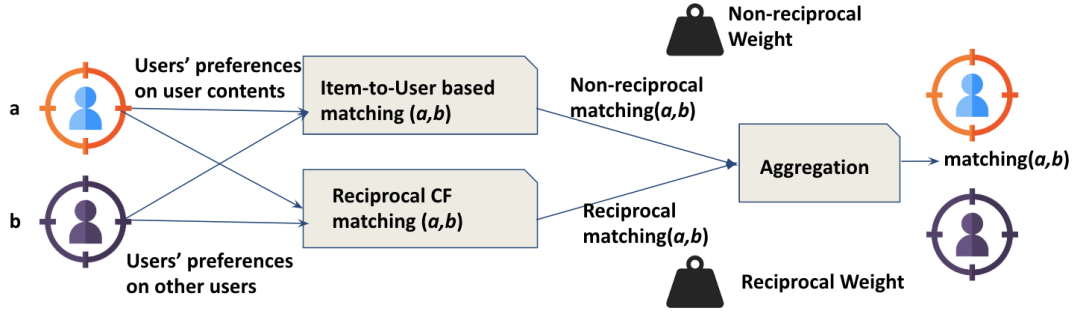 Non-reciprocal
Weight
Users' preferences
on user contents
a
Item-to-User based
matching (a,b)
Non-reciprocal
matching(a,b)
Aggregation
matching(a,b)
b
Reciprocal CF
matching (a,b)
Reciprocal
matching(a,b)
Users' preferences
on other users
Reciprocal Weight